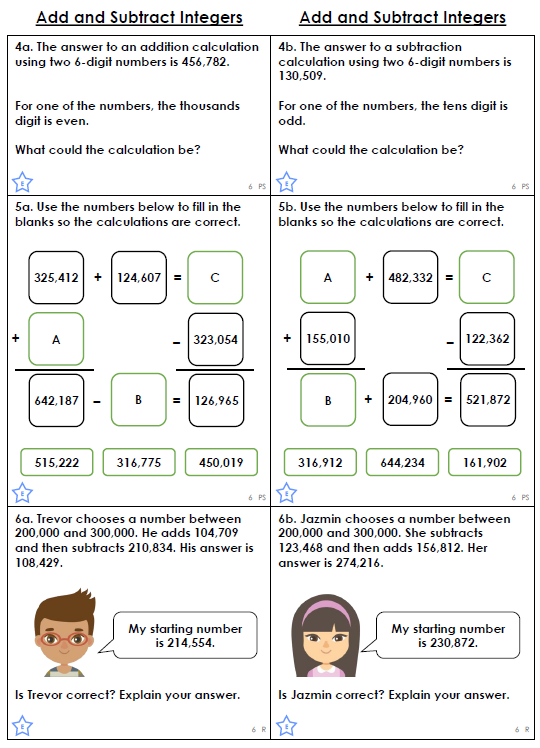 Add and Subtract Integers
Add and Subtract Integers
4a. The answer to an addition calculation
using two 6-digit numbers is 456,782.
For one of the numbers, the thousands
digit is even.
What could the calculation be?
E
6 PS
4b. The answer to a subtraction
calculation using two 6-digit numbers is
130,509.
For one of the numbers, the tens digit is
odd.
What could the calculation be?
E
6 PS
5a. Use the numbers below to fill in the
blanks so the calculations are correct.
325,412 + 124,607 = C
+ A − 323,054
642,187 − B = 126,965
515,222 316,775 450,019
E
6 PS
5b. Use the numbers below to fill in the
blanks so the calculations are correct.
A + 482,332 = C
+ 155,010 − 122,362
B + 204,960 = 521,872
316,912 644,234 161,902
E
6 PS
6a. Trevor chooses a number between
200,000 and 300,000. He adds 104,709
and then subtracts 210,834. His answer is
108,429.
My starting number
is 214,554.
Is Trevor correct? Explain your answer.
E
6 R
6b. Jazmin chooses a number between
200,000 and 300,000. She subtracts
123,468 and then adds 156,812. Her
answer is 274,216.
My starting number
is 230,872.
Is Jazmin correct? Explain your answer.
E
6 R